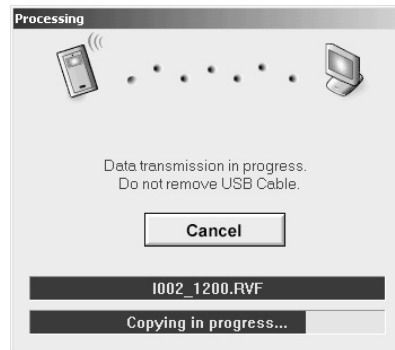 Processing
Data transmission in progress.
Do not remove USB Cable.
Cancel
I002_1200.RVF
Copying in progress...